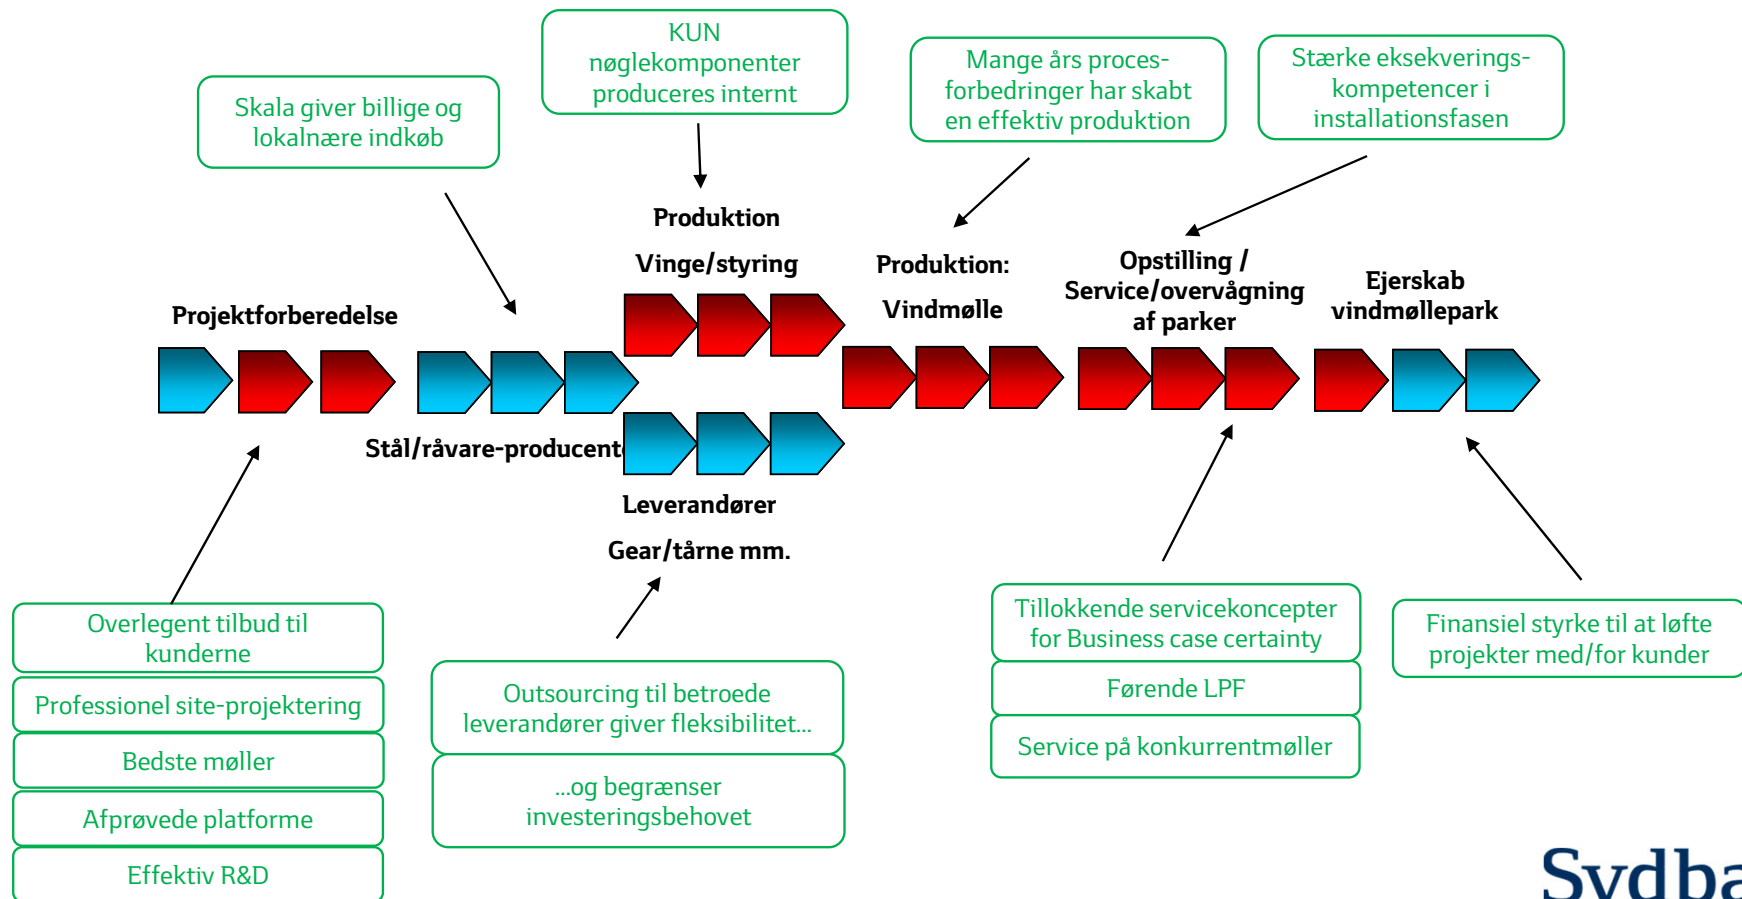 KUN
nøglekomponenter
produceres internt
Mange års proces-
forbedringer har skabt
en effektiv produktion
Stærke eksekverings-
kompetencer i
installationsfasen
Skala giver billige og
lokalnære indkøb
Produktion
Vinge/styring
Produktion:
Vindmølle
Opstilling /
Service/overvågning
af parker
Ejerskab
vindmøllepark
Projektforberedelse
Stål/råvare-producent
Leverandører
Gear/tårne mm.
Overlegent tilbud til
kunderne
Professionel site-projektering
Bedste møller
Afprøvede platforme
Effektiv R&D
Outsourcing til betroede
leverandører giver fleksibilitet...
...og begrænser
investeringsbehovet
Tillokkende servicekoncepter
for Business case certainty
Førende LPF
Service på konkurrentmøller
Finansiel styrke til at løfte
projekter med/for kunder
Sydba